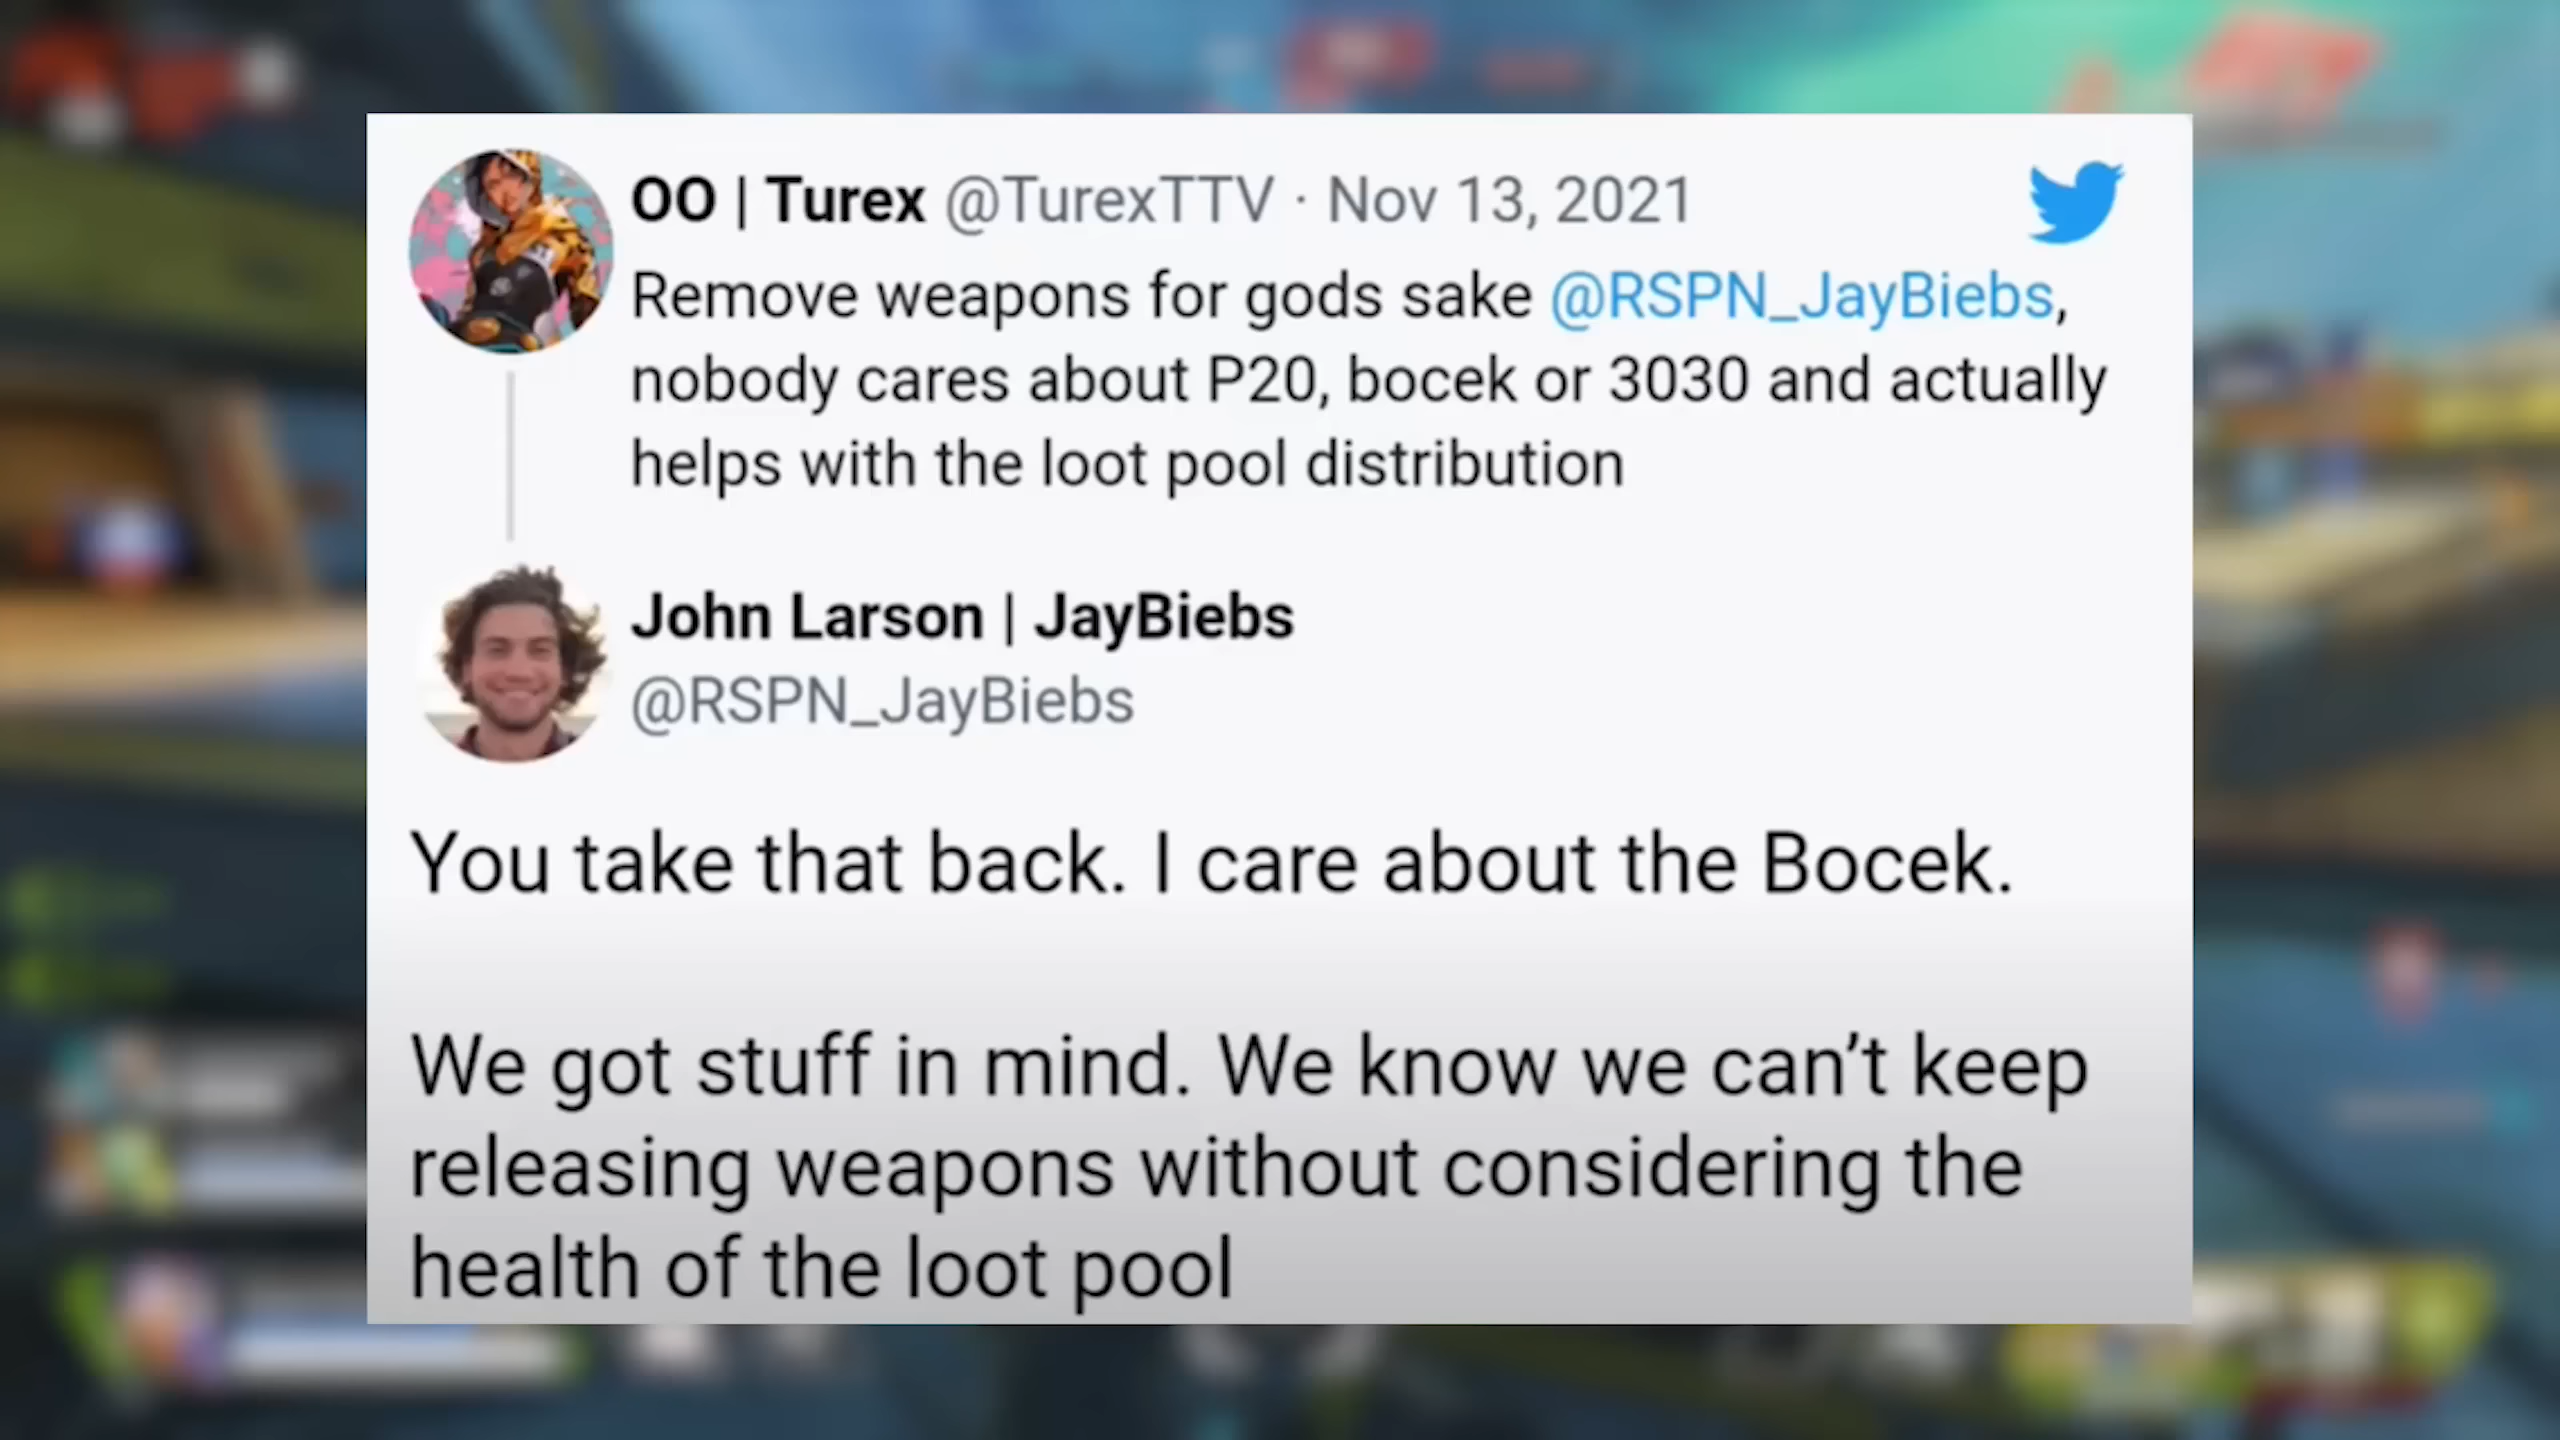 OO | Turex @TurexTTV · Nov 13, 2021
Remove weapons for gods sake @RSPN_JayBiebs,
nobody cares about P20, bocek or 3030 and actually
helps with the loot pool distribution
John Larson | JayBiebs
@RSPN_JayBiebs
You take that back. I care about the Bocek.
We got stuff in mind. We know we can’t keep
releasing weapons without considering the
health of the loot pool